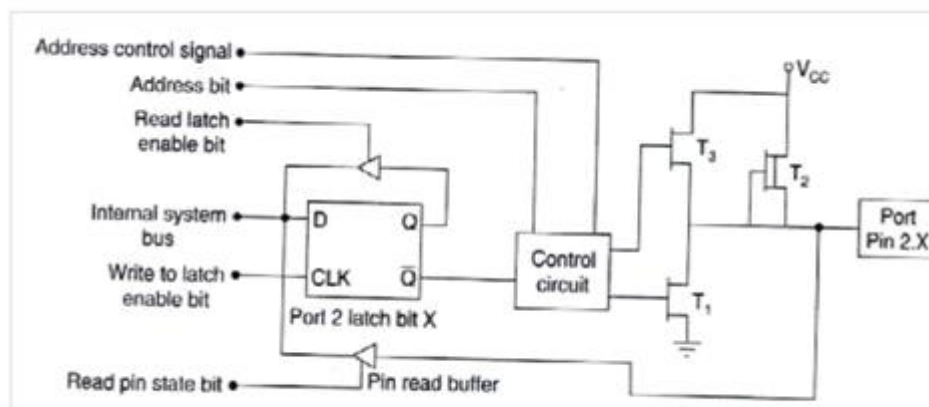 Address control signal
Address bit
Read latch
enable bit
Internal system
bus
Write to latch
enable bit
D
Q
CLK
Q̅
Port 2 latch bit X
Control
circuit
VCC
T3
T2
T1
Port
Pin 2.X
Read pin state bit
Pin read buffer